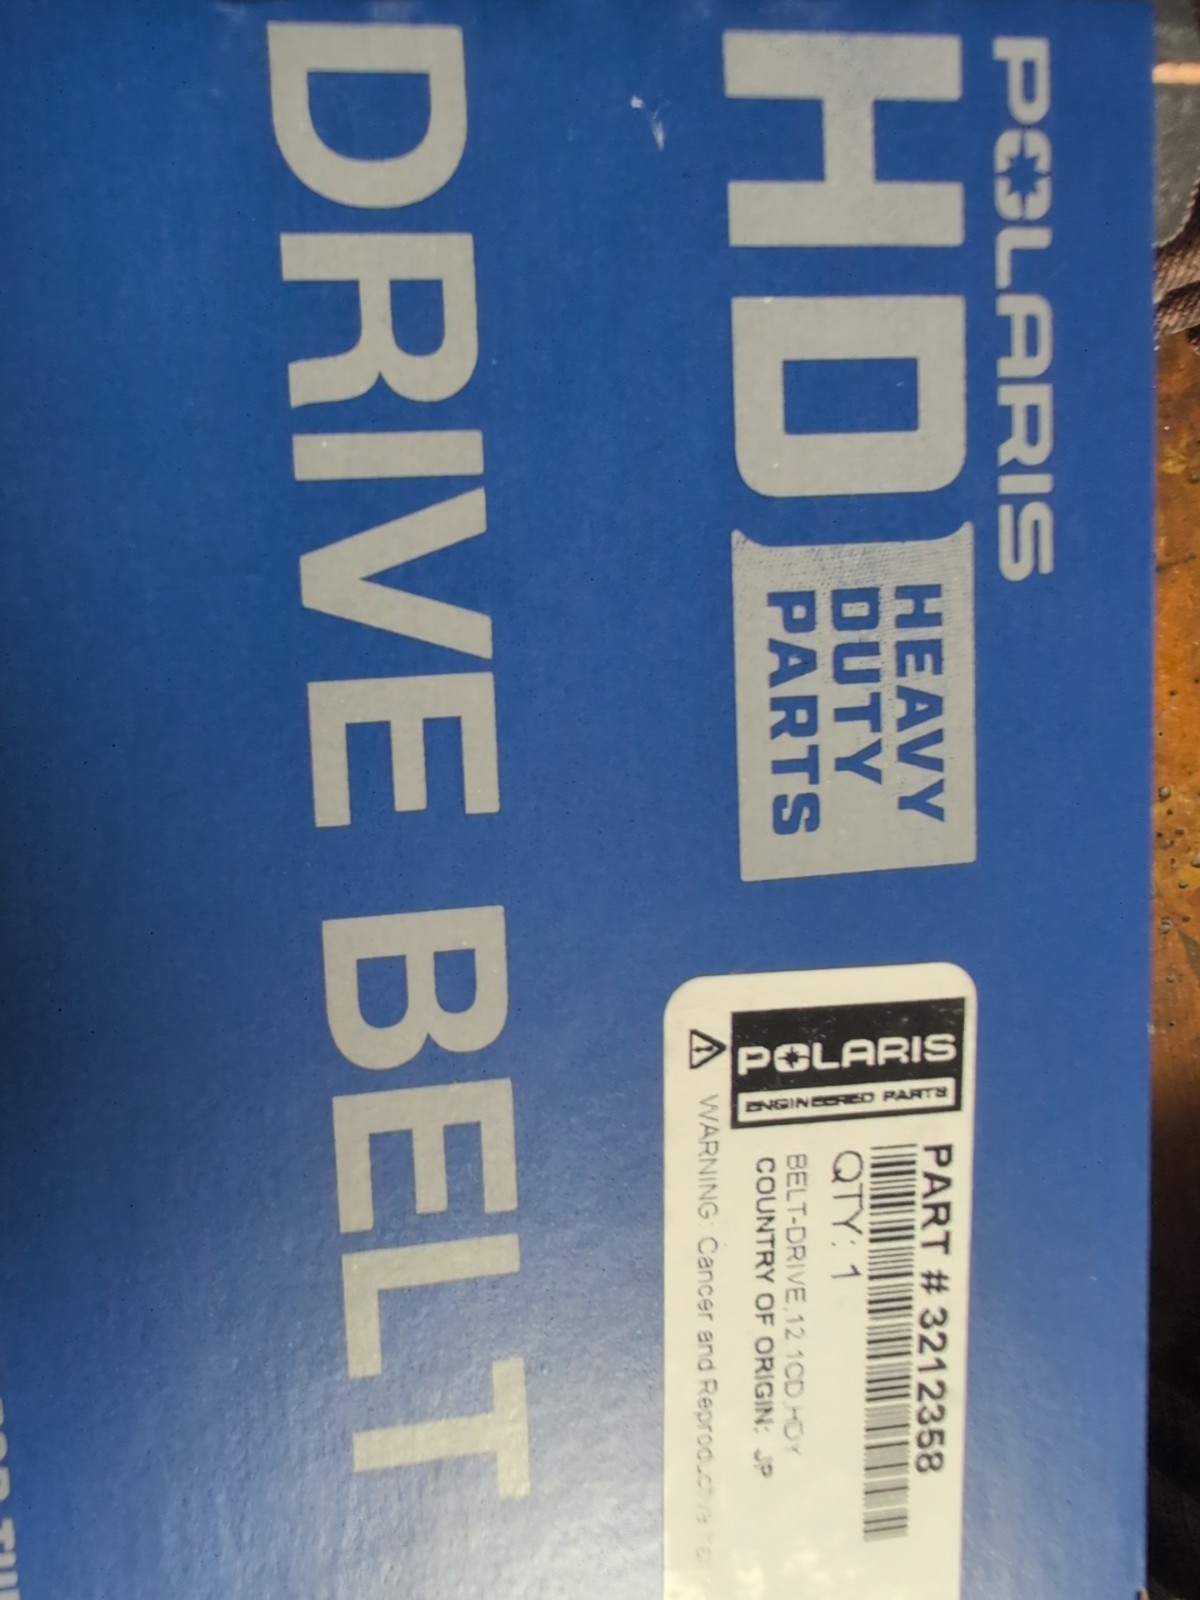 POLARIS
HD
HEAVY
DUTY
PARTS
DRIVE BELT
POLARIS
ENGINEERED PARTS
PART # 3212358
QTY: 1
BELT-DRIVE,12.1CD,HDY
COUNTRY OF ORIGIN: JP
WARNING: Cancer and Reproductive